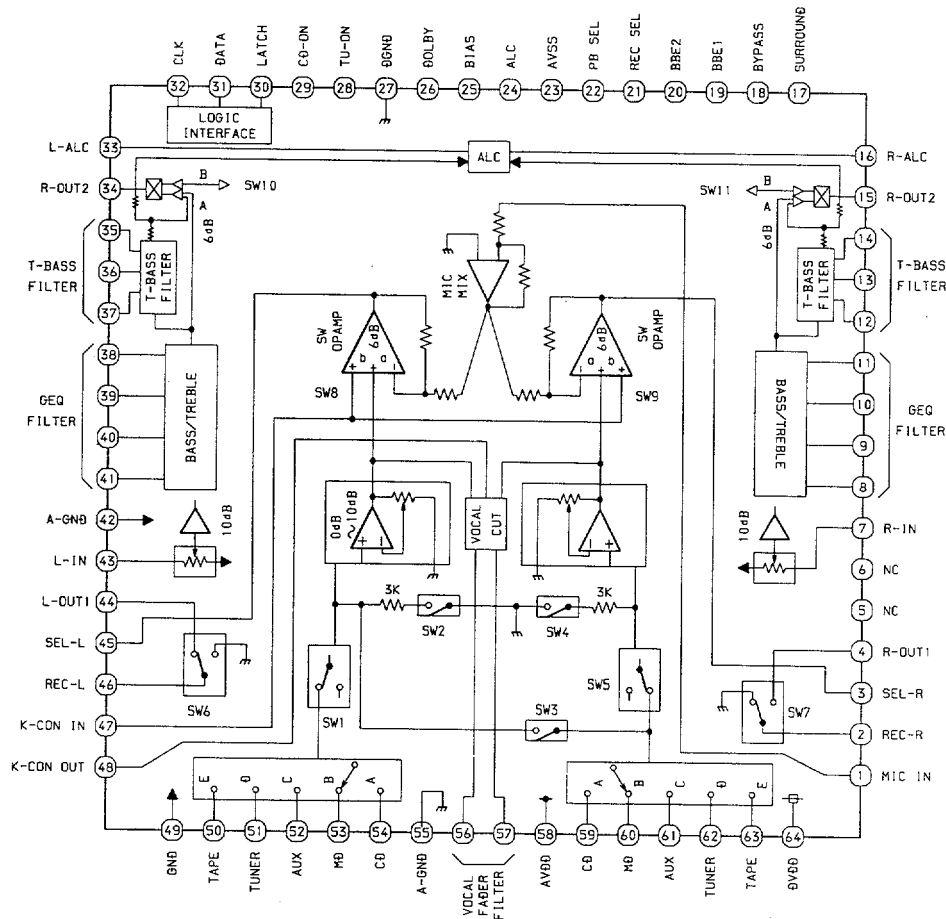 CLK
DATA
LATCH
CD-ON
TU-ON
DGND
DOLBY
BIAS
ALC
AVSS
PB SEL
REC SEL
BBE2
BBE1
BYPASS
SURROUND
32
31
30
29
28
27
26
25
24
23
22
21
20
19
18
17
LOGIC
INTERFACE
L-ALC
33
ALC
16
R-ALC
R-OUT2
34
B
SW10
A
6dB
SW11
B
A
6dB
15
R-OUT2
35
36
37
T-BASS
FILTER
T-BASS
FILTER
MIC
MIX
T-BASS
FILTER
14
13
12
T-BASS
FILTER
SW
OPAMP
6dB
b
a
+
+
-
SW8
SW
OPAMP
6dB
a
b
-
+
+
SW9
38
39
40
41
GEQ
FILTER
BASS/TREBLE
BASS/TREBLE
11
10
9
8
GEQ
FILTER
A-GND
42
10dB
0dB
~10dB
+
-
VOCAL
CUT
-
+
10dB
7
R-IN
L-IN
43
6
NC
L-OUT1
44
3K
SW2
SW4
3K
5
NC
SEL-L
45
4
R-OUT1
REC-L
46
SW6
SW1
SW5
SW7
3
SEL-R
K-CON IN
47
SW3
2
REC-R
K-CON OUT
48
E
D
C
B
A
A
B
C
D
E
1
MIC IN
49
50
51
52
53
54
55
56
57
58
59
60
61
62
63
64
GND
TAPE
TUNER
AUX
MD
CD
A-GND
VOCAL
FADER
FILTER
AVDD
CD
MD
AUX
TUNER
TAPE
DVDD